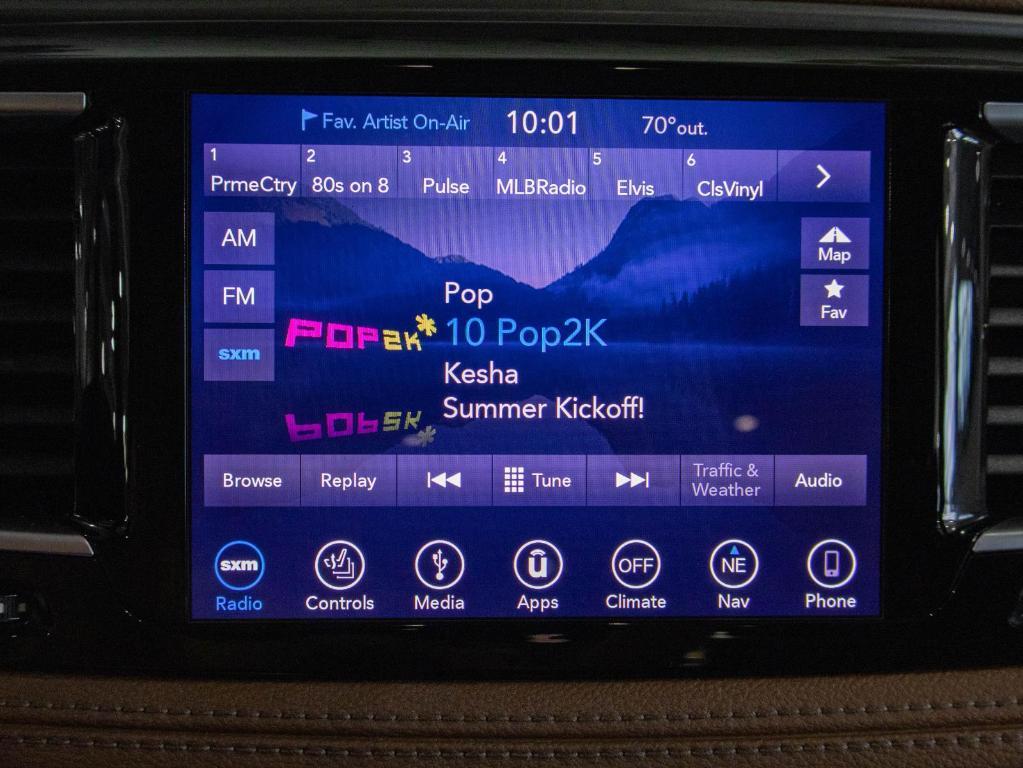 Fav. Artist On-Air 10:01 70°out.
1 2 3 4 5 6
PrmeCtry 80s on 8 Pulse MLBRadio Elvis ClsVinyl
AM
Map
FM
Fav
sxm
POP2K*
Pop
10 Pop2K
Kesha
Summer Kickoff!
Browse Replay Tune Traffic & Weather Audio
sxm OFF NE
Radio Controls Media Apps Climate Nav Phone